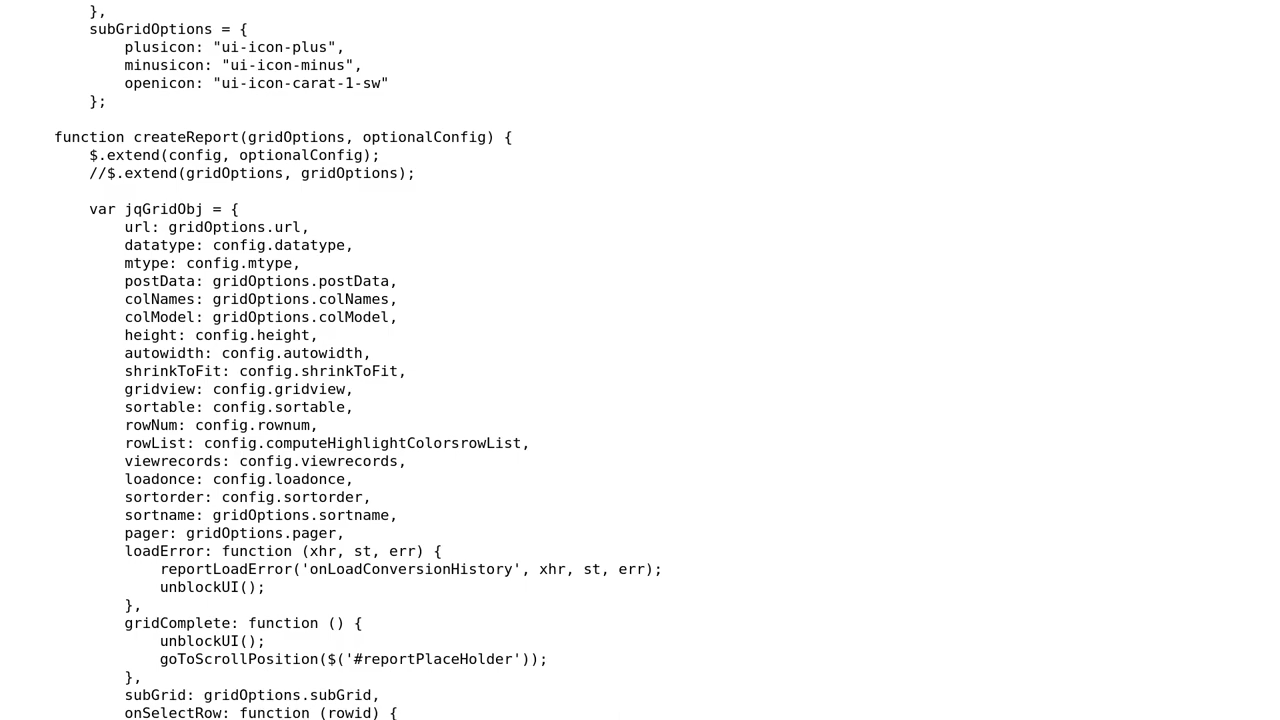 },
subGridOptions = {
plusicon: "ui-icon-plus",
minusicon: "ui-icon-minus",
openicon: "ui-icon-carat-1-sw"
};
function createReport(gridOptions, optionalConfig) {
$.extend(config, optionalConfig);
//$.extend(gridOptions, gridOptions);
var jqGridObj = {
url: gridOptions.url,
datatype: config.datatype,
mtype: config.mtype,
postData: gridOptions.postData,
colNames: gridOptions.colNames,
colModel: gridOptions.colModel,
height: config.height,
autowidth: config.autowidth,
shrinkToFit: config.shrinkToFit,
gridview: config.gridview,
sortable: config.sortable,
rowNum: config.rownum,
rowList: config.computeHighlightColorsrowList,
viewrecords: config.viewrecords,
loadonce: config.loadonce,
sortorder: config.sortorder,
sortname: gridOptions.sortname,
pager: gridOptions.pager,
loadError: function (xhr, st, err) {
reportLoadError('onLoadConversionHistory', xhr, st, err);
unblockUI();
},
gridComplete: function () {
unblockUI();
goToScrollPosition($('#reportPlaceHolder'));
},
subGrid: gridOptions.subGrid,
onSelectRow: function (rowid) {